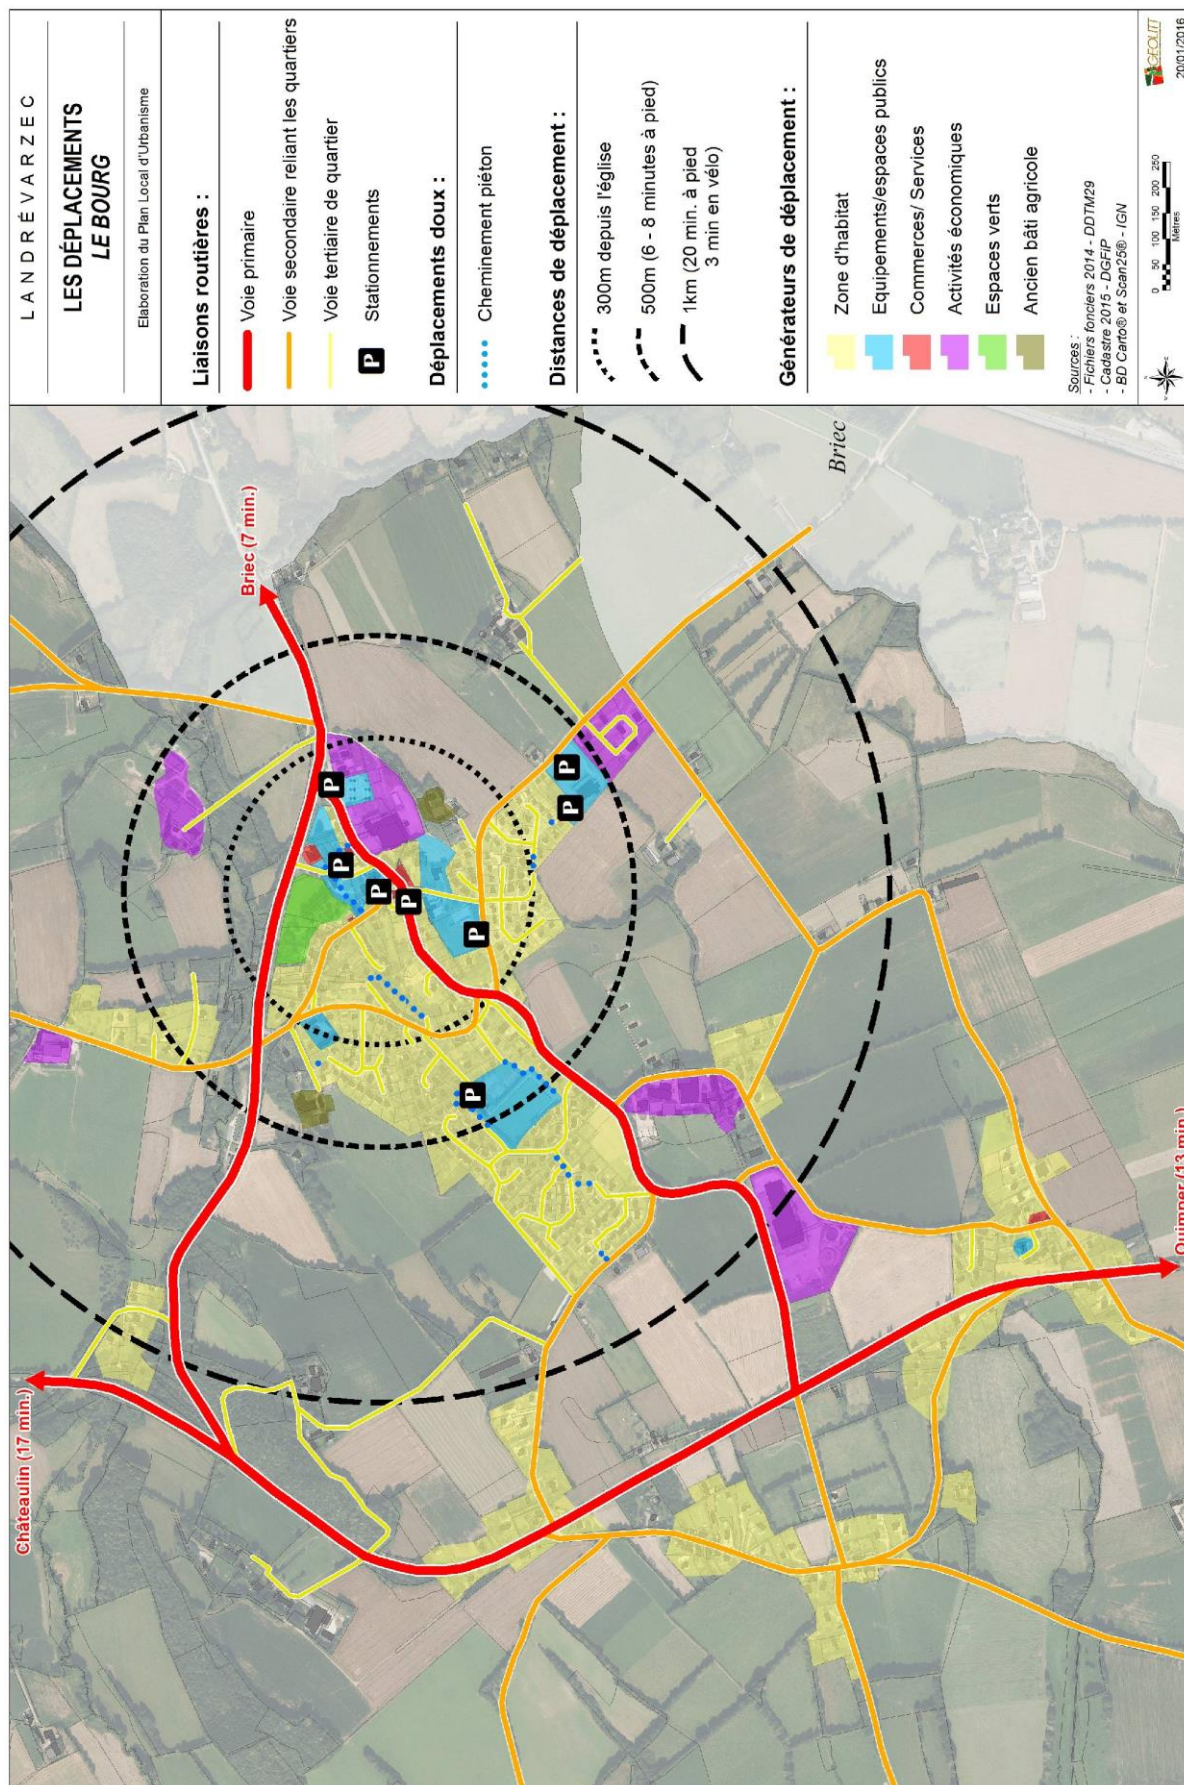 LANDRÉVARZEC
LES DÉPLACEMENTS
LE BOURG
Elaboration du Plan Local d'Urbanisme
Liaisons routières :
Voie primaire
Voie secondaire reliant les quartiers
Voie tertiaire de quartier
P Stationnements
Déplacements doux :
Cheminement piéton
Distances de déplacement :
300m depuis l'église
500m (6 - 8 minutes à pied)
1km (20 min. à pied
3 min en vélo)
Générateurs de déplacement :
Zone d'habitat
Equipements/espaces publics
Commerces/ Services
Activités économiques
Espaces verts
Ancien bâti agricole
Sources :
- Fichiers fonciers 2014 - DDTM29
- Cadastre 2015 - DGFiP
- BD Carto® et Scan25® - IGN
0 50 100 150 200 250
Mètres
GEOLITT
20/01/2016
Châteaulin (17 min.)
Briec (7 min.)
Quimper (13 min.)
Briec
P
P
P
P
P
P
P
P